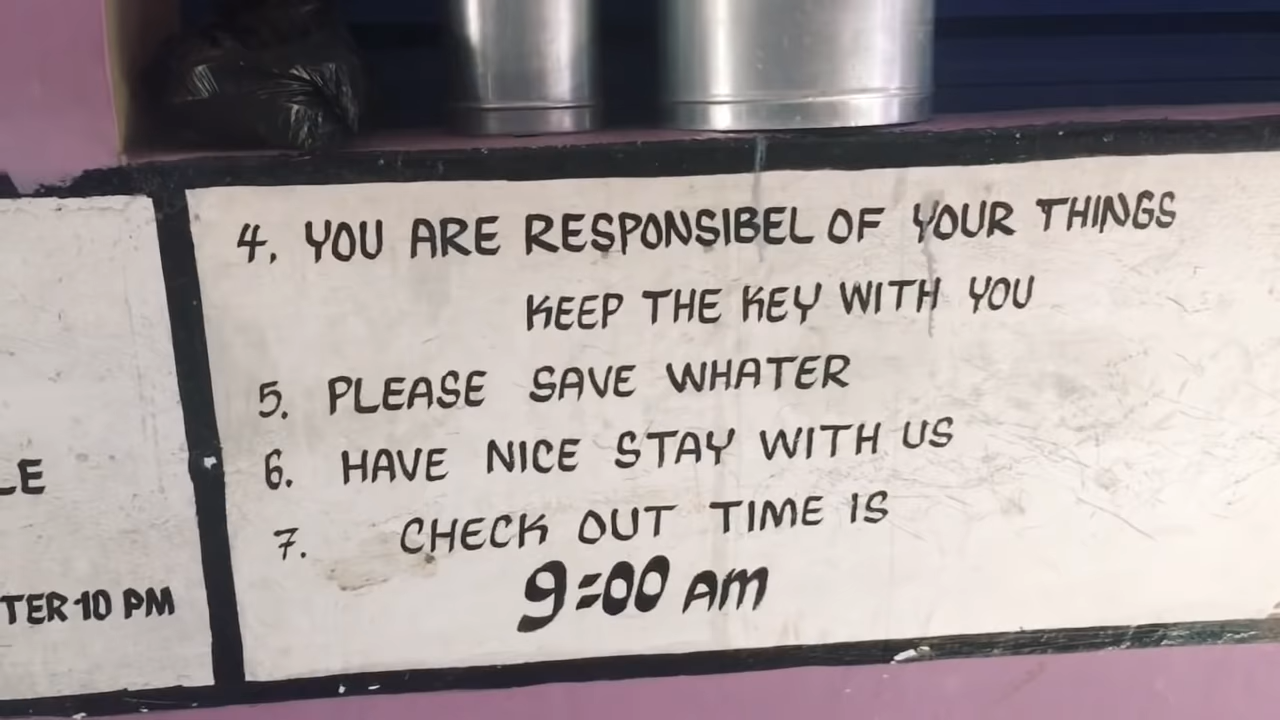 4. YOU ARE RESPONSIBEL OF YOUR THINGS
KEEP THE KEY WITH YOU
5. PLEASE SAVE WHATER
6. HAVE NICE STAY WITH US
7. CHECK OUT TIME IS
9:00 AM
LE
TER 10 PM